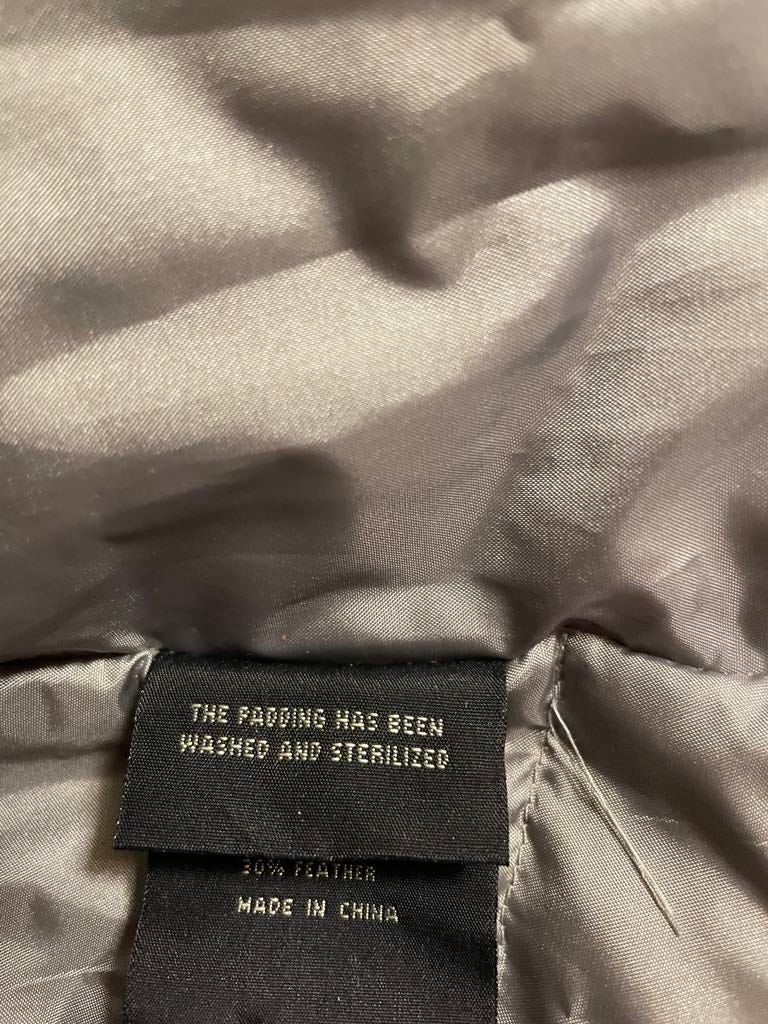 THE PADDING HAS BEEN
WASHED AND STERILIZED
FEATHER
MADE IN CHINA